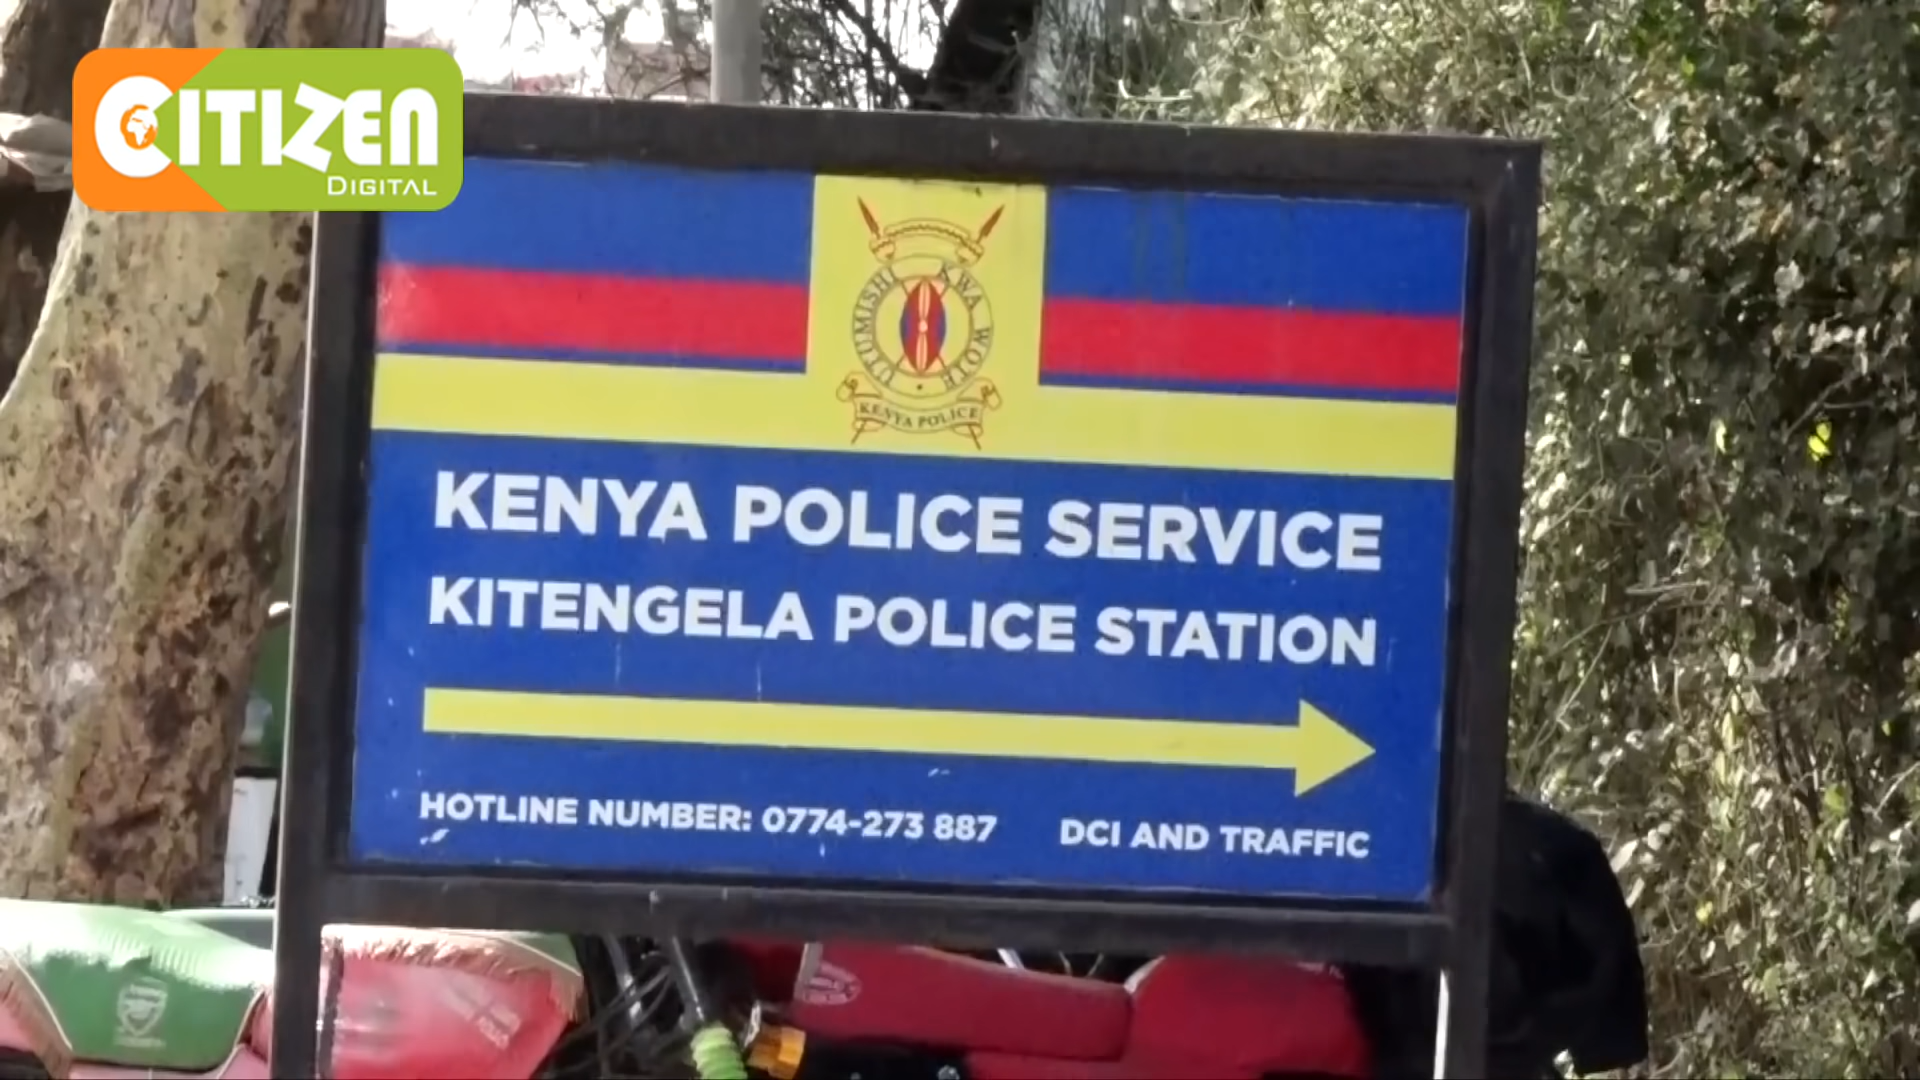 CITIZEN
DIGITAL
UTUMISHI KWA WOTE
KENYA POLICE
KENYA POLICE SERVICE
KITENGELA POLICE STATION
HOTLINE NUMBER: 0774-273 887 DCI AND TRAFFIC